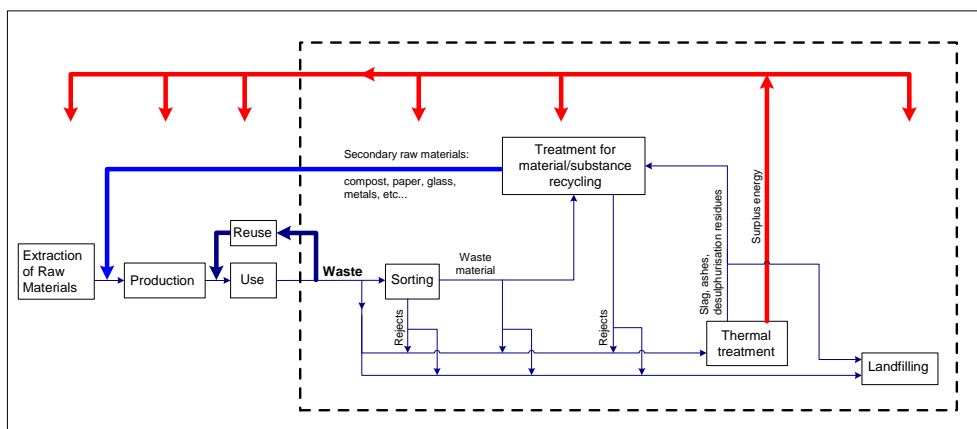 Secondary raw materials:
compost, paper, glass,
metals, etc...
Treatment for
material/substance
recycling
Surplus energy
Slag, ashes,
desulphurisation residues
Reuse
Extraction
of Raw
Materials
Production
Use
Waste
Sorting
Waste
material
Rejects
Rejects
Thermal
treatment
Landfilling